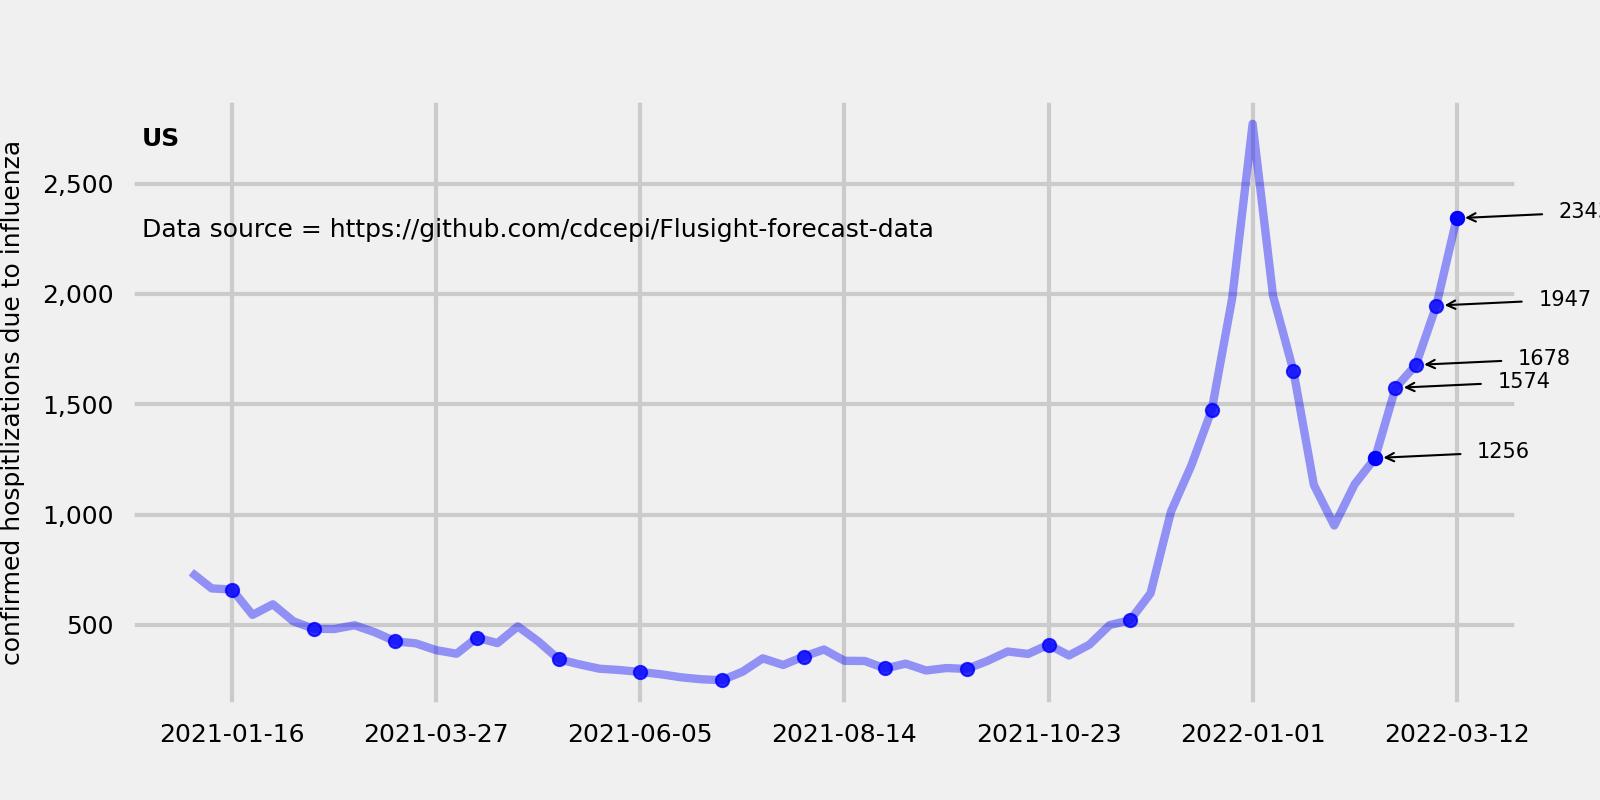 US
Data source = https://github.com/cdcepi/Flusight-forecast-data
confirmed hospitlizations due to influenza
2,500
2,000
1,500
1,000
500
1947
1678
1574
1256
2021-01-16 2021-03-27 2021-06-05 2021-08-14 2021-10-23 2022-01-01 2022-03-12